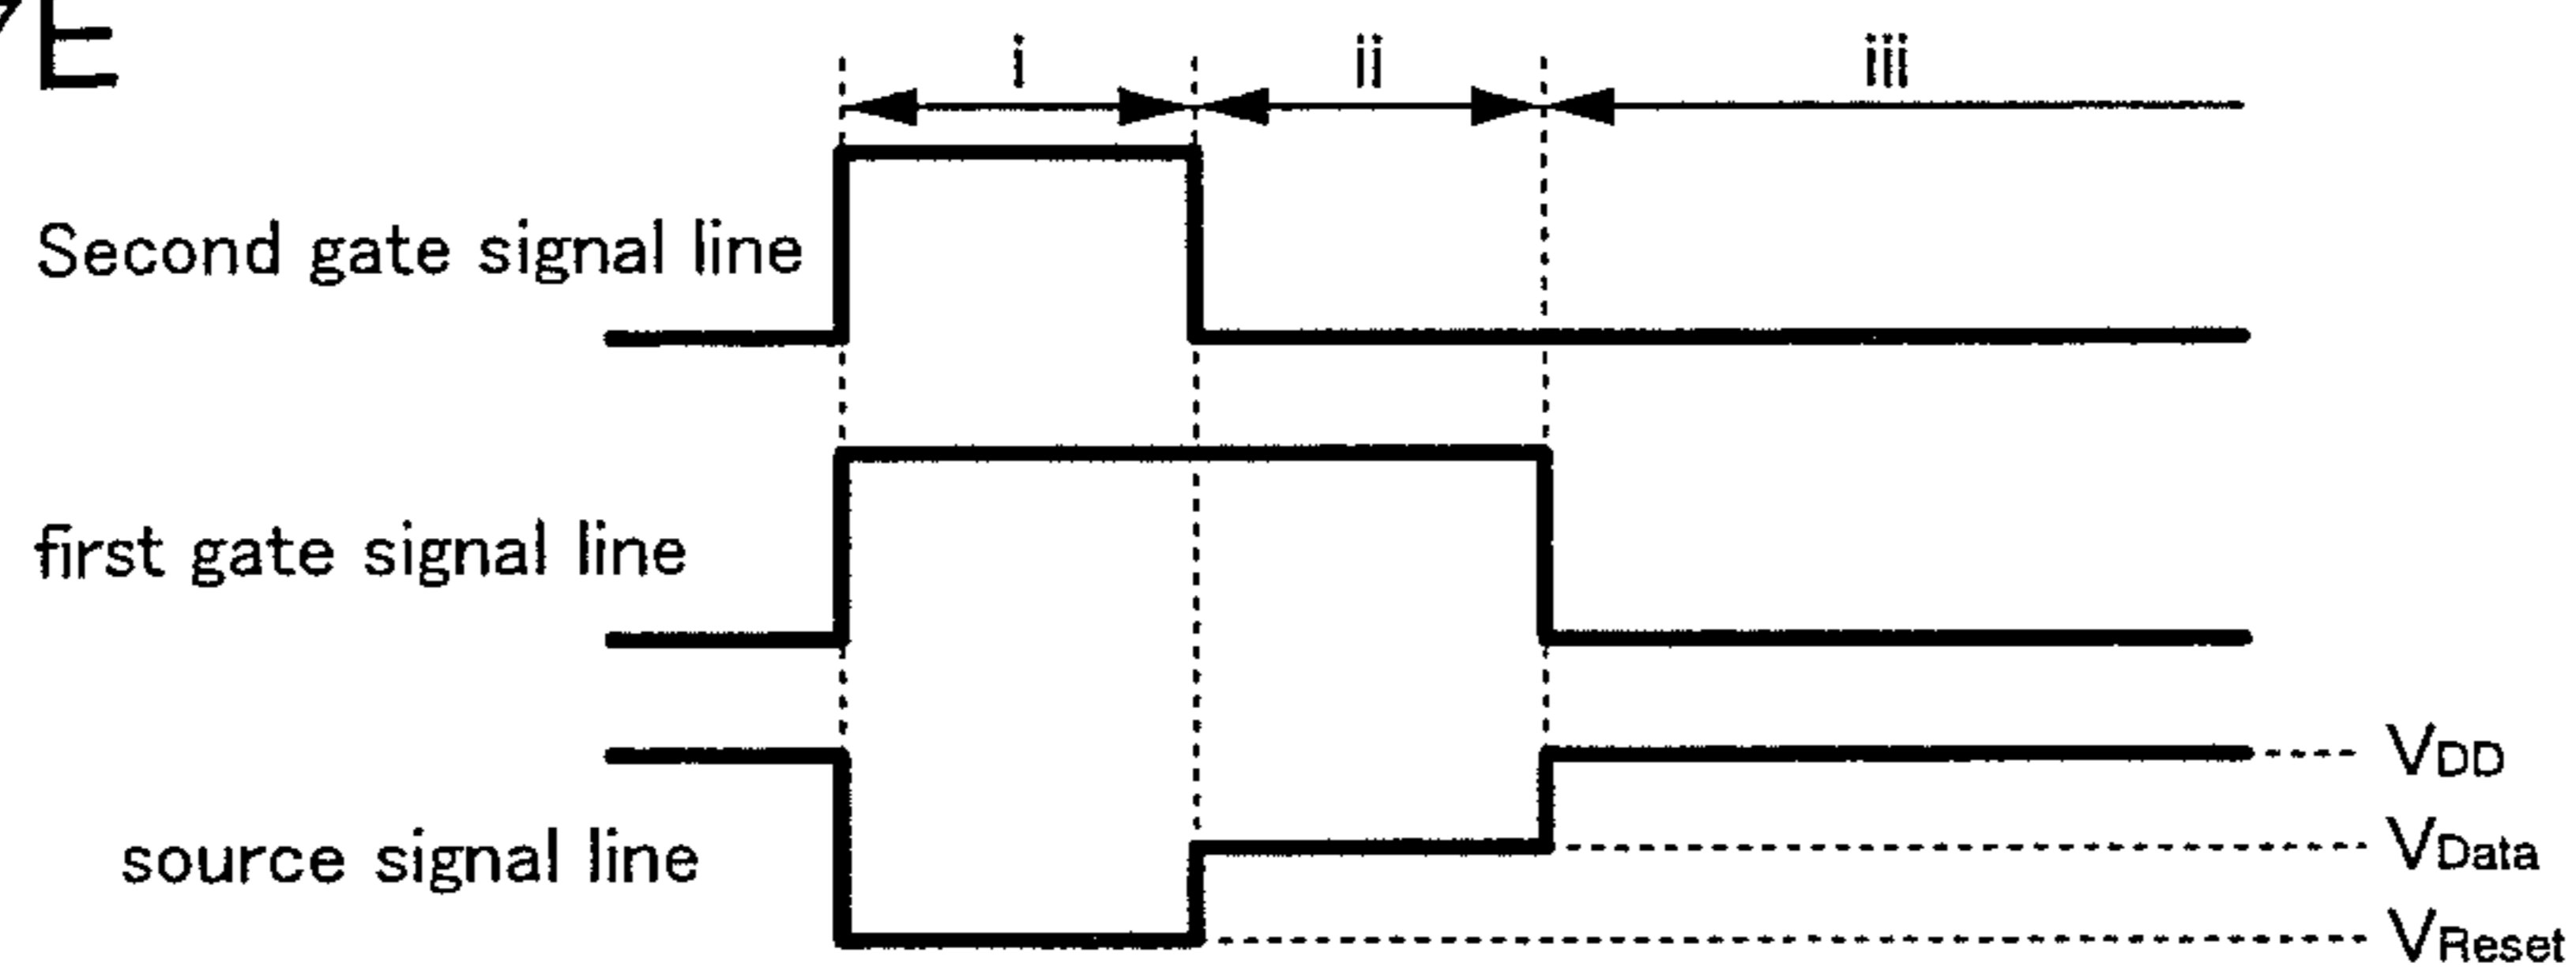 E
i ii iii
Second gate signal line
first gate signal line
VDD
source signal line
VData
VReset